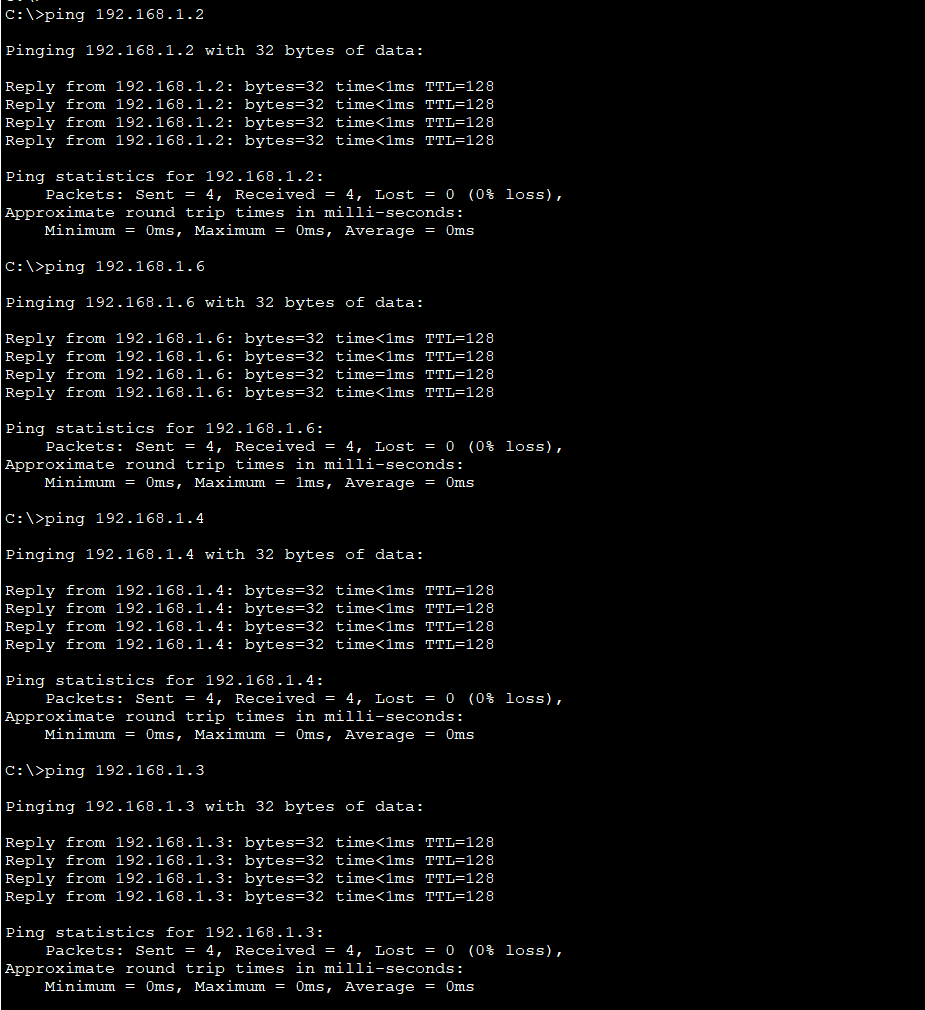 C:\>ping 192.168.1.2
Pinging 192.168.1.2 with 32 bytes of data:
Reply from 192.168.1.2: bytes=32 time<1ms TTL=128
Reply from 192.168.1.2: bytes=32 time<1ms TTL=128
Reply from 192.168.1.2: bytes=32 time<1ms TTL=128
Reply from 192.168.1.2: bytes=32 time<1ms TTL=128
Ping statistics for 192.168.1.2:
    Packets: Sent = 4, Received = 4, Lost = 0 (0% loss),
Approximate round trip times in milli-seconds:
    Minimum = 0ms, Maximum = 0ms, Average = 0ms
C:\>ping 192.168.1.6
Pinging 192.168.1.6 with 32 bytes of data:
Reply from 192.168.1.6: bytes=32 time<1ms TTL=128
Reply from 192.168.1.6: bytes=32 time<1ms TTL=128
Reply from 192.168.1.6: bytes=32 time=1ms TTL=128
Reply from 192.168.1.6: bytes=32 time<1ms TTL=128
Ping statistics for 192.168.1.6:
    Packets: Sent = 4, Received = 4, Lost = 0 (0% loss),
Approximate round trip times in milli-seconds:
    Minimum = 0ms, Maximum = 1ms, Average = 0ms
C:\>ping 192.168.1.4
Pinging 192.168.1.4 with 32 bytes of data:
Reply from 192.168.1.4: bytes=32 time<1ms TTL=128
Reply from 192.168.1.4: bytes=32 time<1ms TTL=128
Reply from 192.168.1.4: bytes=32 time<1ms TTL=128
Reply from 192.168.1.4: bytes=32 time<1ms TTL=128
Ping statistics for 192.168.1.4:
    Packets: Sent = 4, Received = 4, Lost = 0 (0% loss),
Approximate round trip times in milli-seconds:
    Minimum = 0ms, Maximum = 0ms, Average = 0ms
C:\>ping 192.168.1.3
Pinging 192.168.1.3 with 32 bytes of data:
Reply from 192.168.1.3: bytes=32 time<1ms TTL=128
Reply from 192.168.1.3: bytes=32 time<1ms TTL=128
Reply from 192.168.1.3: bytes=32 time<1ms TTL=128
Reply from 192.168.1.3: bytes=32 time<1ms TTL=128
Ping statistics for 192.168.1.3:
    Packets: Sent = 4, Received = 4, Lost = 0 (0% loss),
Approximate round trip times in milli-seconds:
    Minimum = 0ms, Maximum = 0ms, Average = 0ms